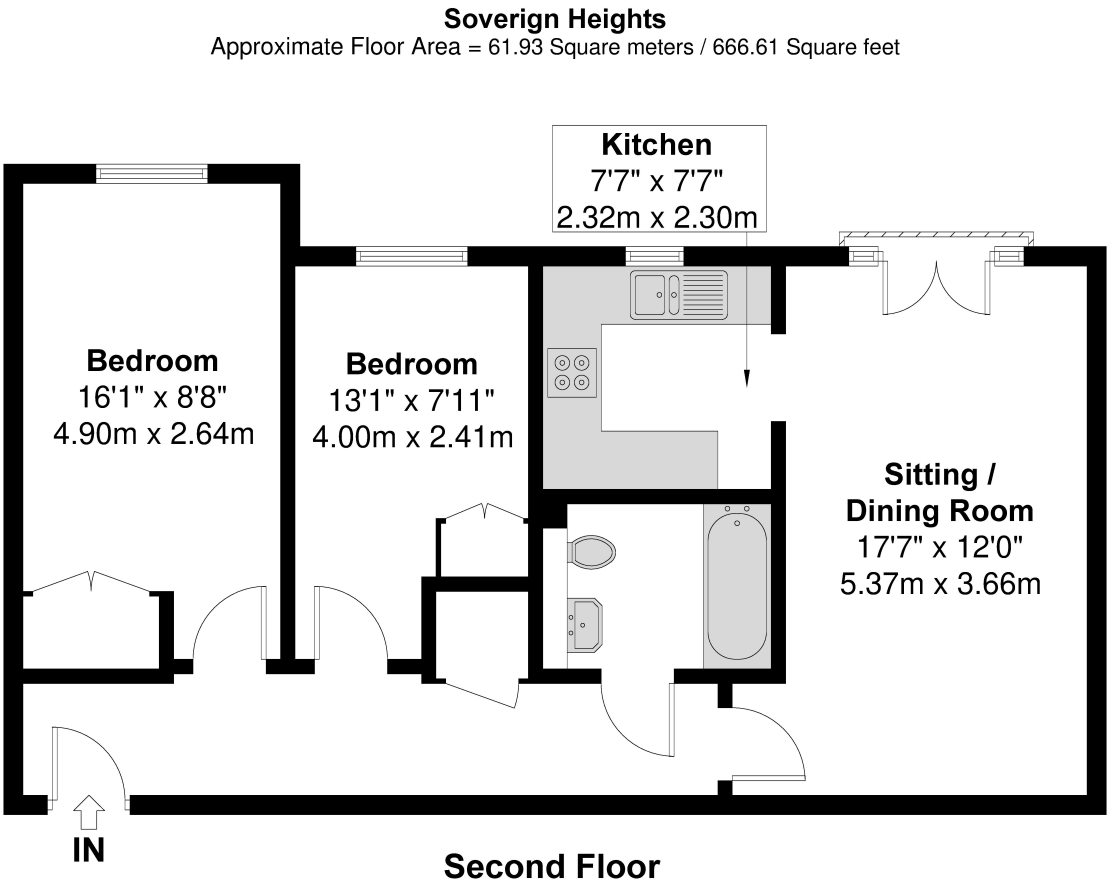 Soverign Heights
Approximate Floor Area = 61.93 Square meters / 666.61 Square feet
Kitchen
7'7" x 7'7"
2.32m x 2.30m
Bedroom
16'1" x 8'8"
4.90m x 2.64m
Bedroom
13'1" x 7'11"
4.00m x 2.41m
Sitting /
Dining Room
17'7" x 12'0"
5.37m x 3.66m
IN
Second Floor